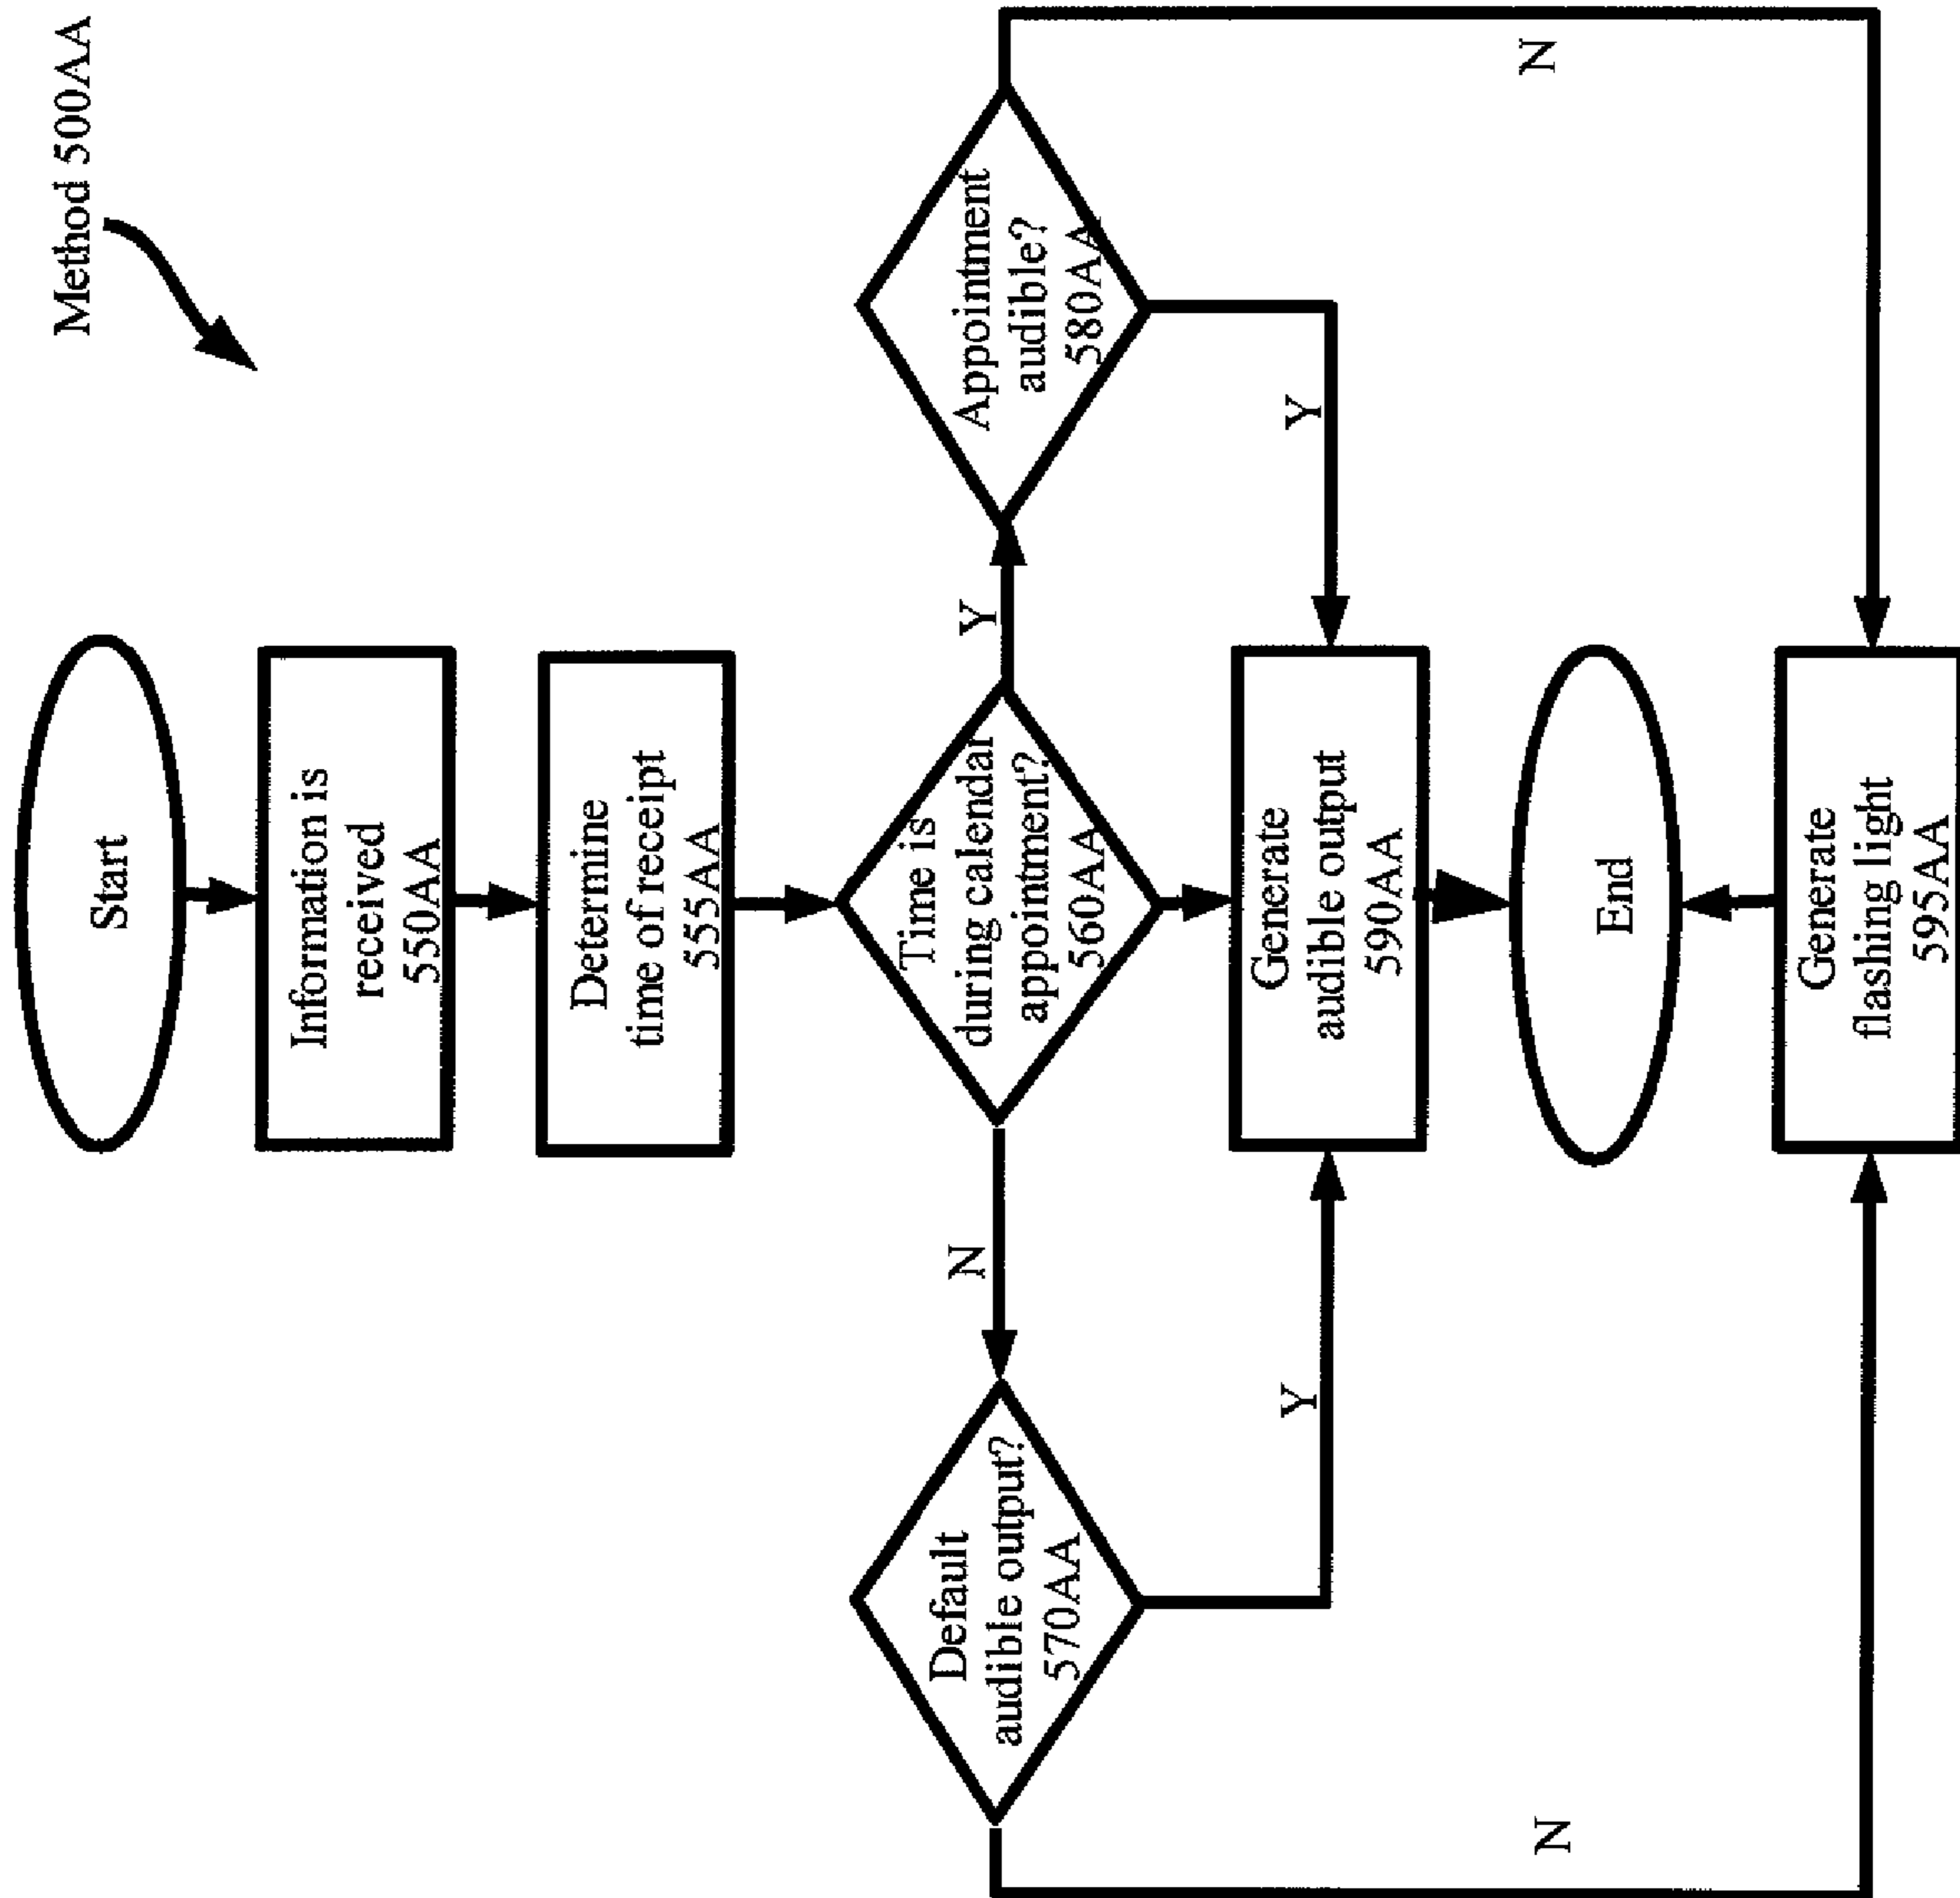 Method 500AA
Start
Information is
received
550AA
Determine
time of receipt
555AA
Time is
during calendar
appointment?
560AA
N
Y
Default
audible output?
570AA
Appointment
audible?
580AA
Y
Y
Generate
audible output
590AA
N
N
End
Generate
flashing light
595AA